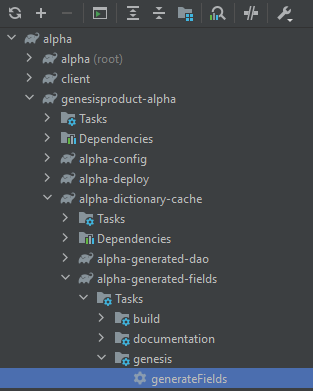 alpha
alpha (root)
client
genesisproduct-alpha
Tasks
Dependencies
alpha-config
alpha-deploy
alpha-dictionary-cache
Tasks
Dependencies
alpha-generated-dao
alpha-generated-fields
Tasks
build
documentation
genesis
generateFields